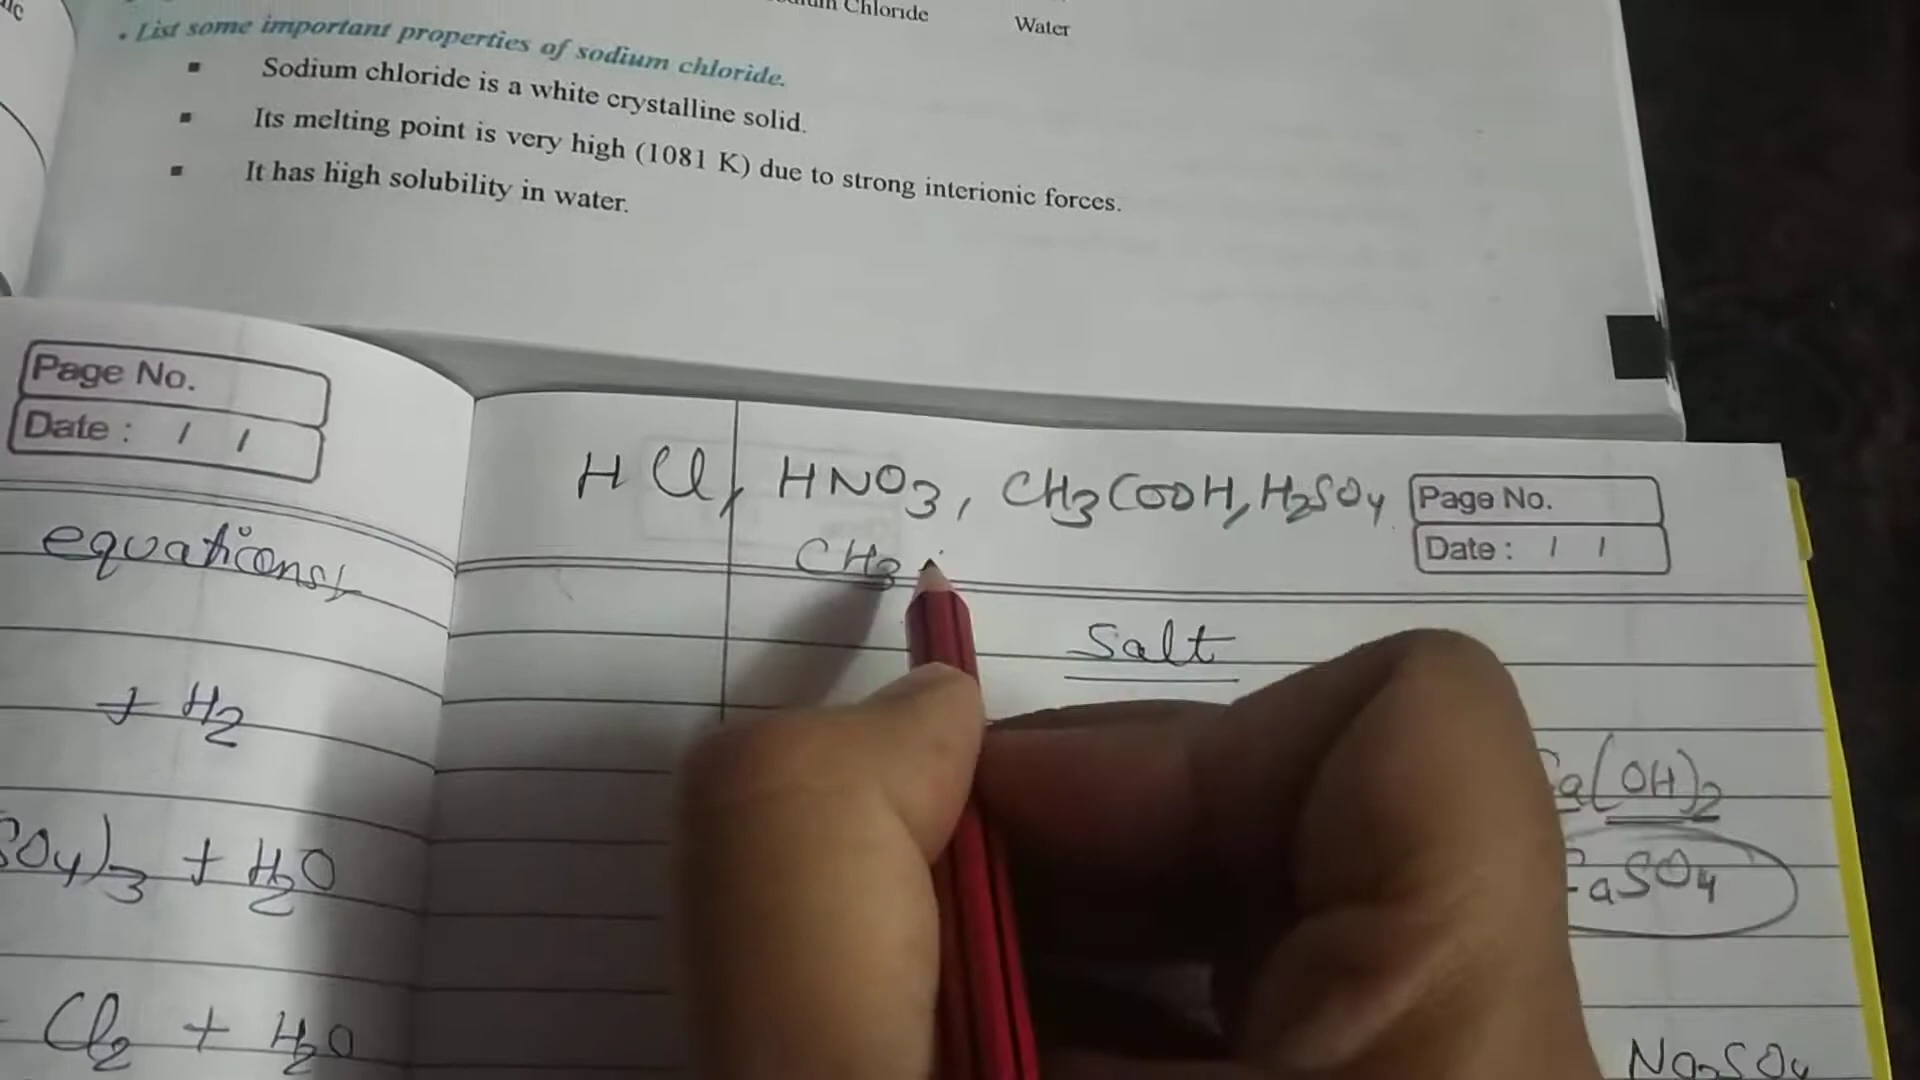 Chloride Water
. List some important properties of sodium chloride.
▪ Sodium chloride is a white crystalline solid.
▪ Its melting point is very high (1081 K) due to strong interionic forces.
▪ It has high solubility in water.
Page No.
Date : / /
equations
+ H2
SO4)3 + H2O
Cl2 + H2O
HCl, HNO3, CH3COOH, H2SO4
CH3
Page No.
Date : / /
Salt
Ca(OH)2
CaSO4
Na2SO4